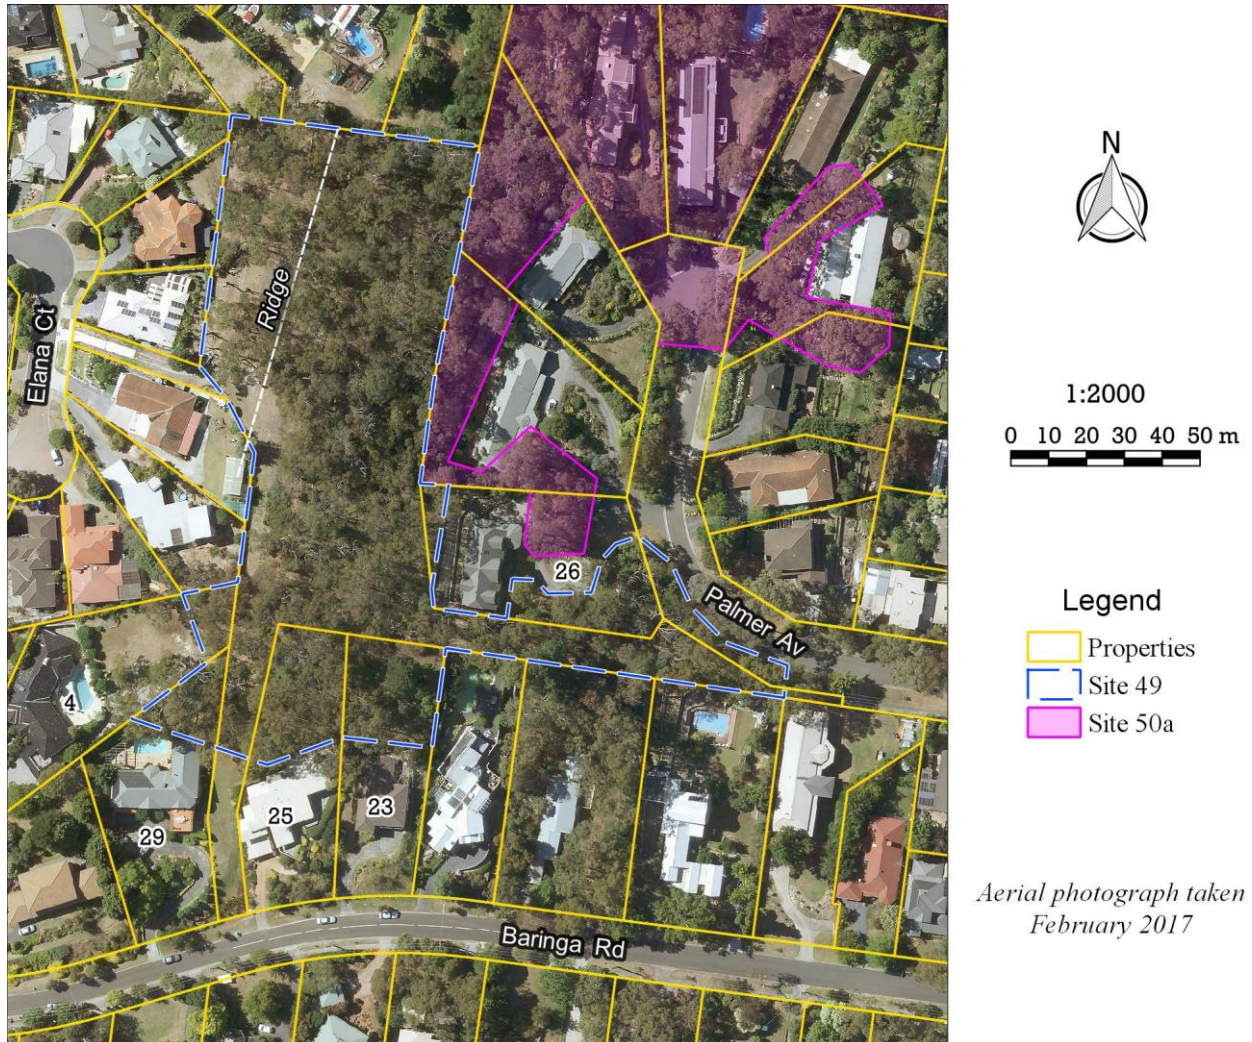 N
Ridge
Elana Ct
1:2000
0 10 20 30 40 50 m
26
Palmer Av
Legend
Properties
Site 49
Site 50a
4
29
25
23
Aerial photograph taken
February 2017
Baringa Rd